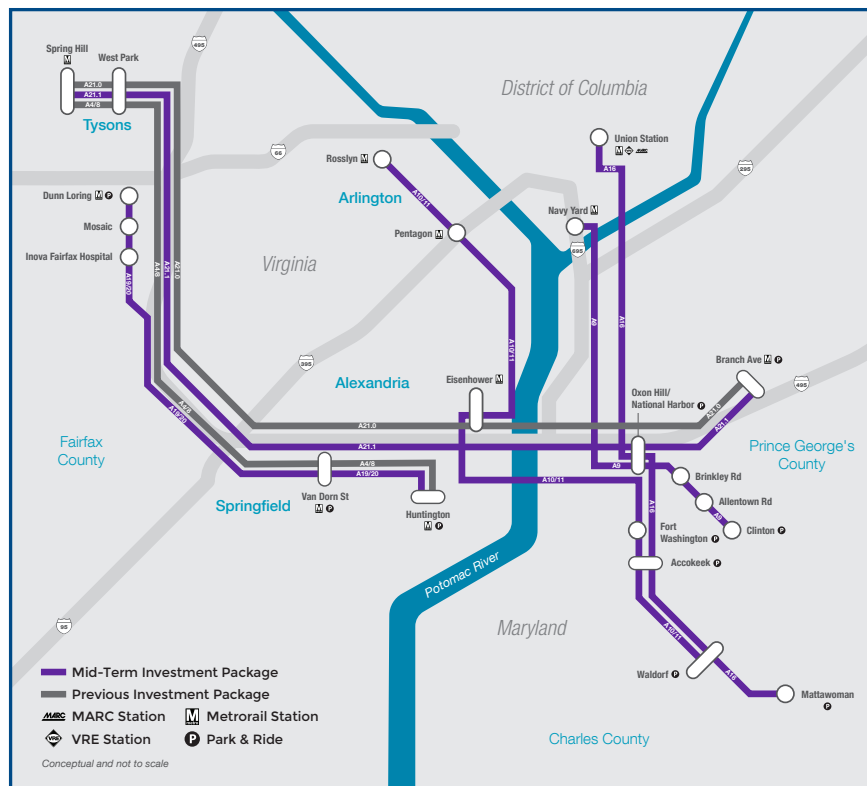 495
Spring Hill
M
West Park
A21.0
A21.1
A4/8
Tysons
District of Columbia
Union Station
M VRE MARC
A16
66
Rosslyn M
295
Dunn Loring M P
Arlington
A10/11
Navy Yard M
Mosaic
Pentagon M
695
Inova Fairfax Hospital
Virginia
A4/8
A21.1
A21.0
A19/20
A9
A16
A10/11
395
Branch Ave M P
Alexandria
Eisenhower M
495
Oxon Hill/
National Harbor P
A21.0
A21.1
A4/8
A19/20
A21.0
Fairfax
County
A21.1
Prince George's
County
A4/8
A9
Brinkley Rd
A19/20
A10/11
Springfield
Van Dorn St
M P
Huntington
M P
A16
Allentown Rd
A9
Fort
Washington P
Clinton P
Accokeek P
Potomac River
95
Maryland
A10/11
Waldorf P
A16
Mattawoman
P
Mid-Term Investment Package
Previous Investment Package
MARC MARC Station
M Metrorail Station
VRE VRE Station
P Park & Ride
Charles County
Conceptual and not to scale